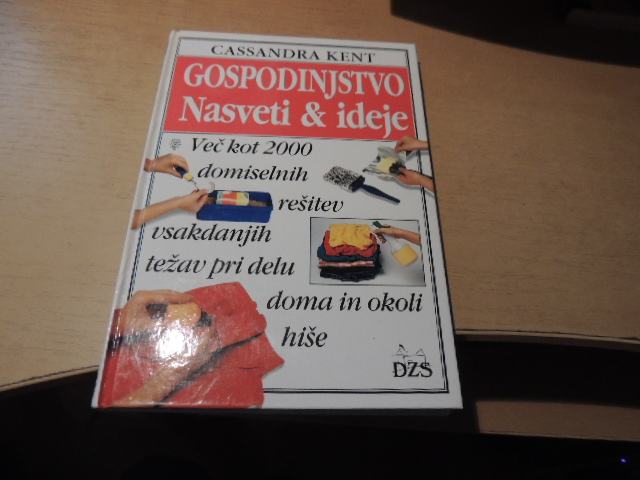 CASSANDRA KENT
GOSPODINJSTVO
Nasveti & ideje
Več kot 2000
domiselnih
rešitev
vsakdanjih
težav pri delu
doma in okoli
hiše
DZS